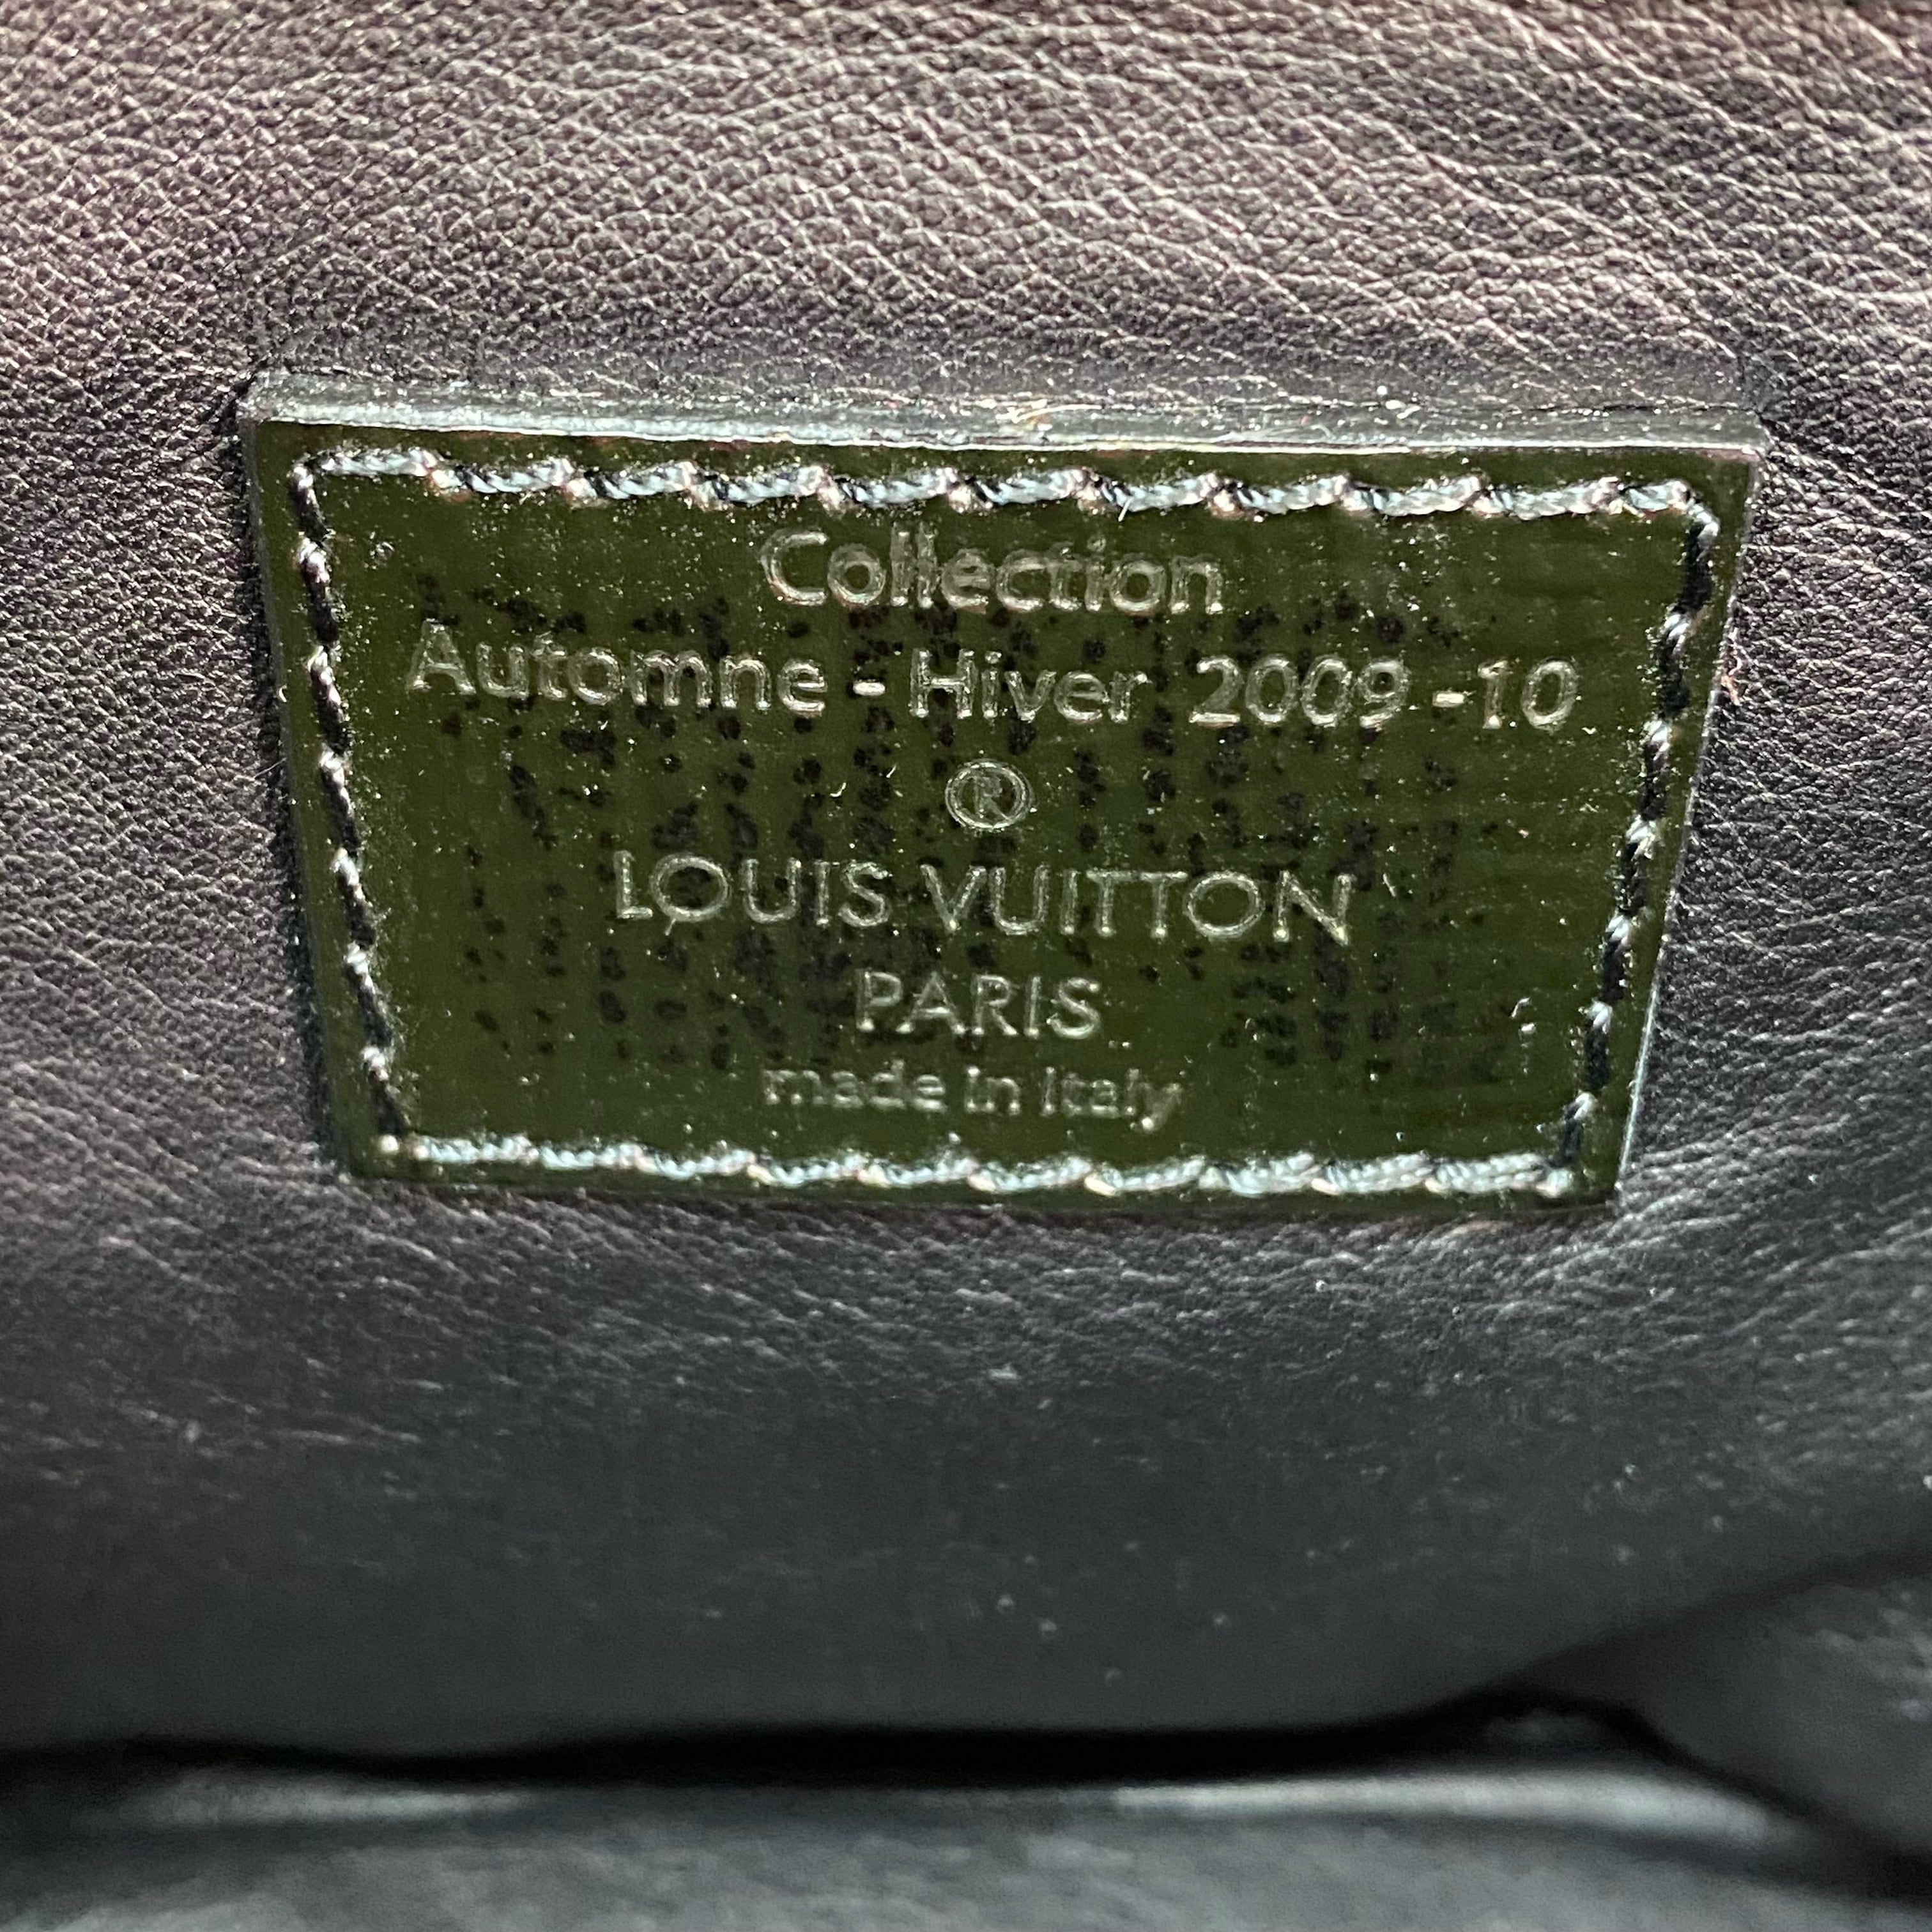 Collection
Automne - Hiver 2009 -10
®
LOUIS VUITTON
PARIS
made in Italy